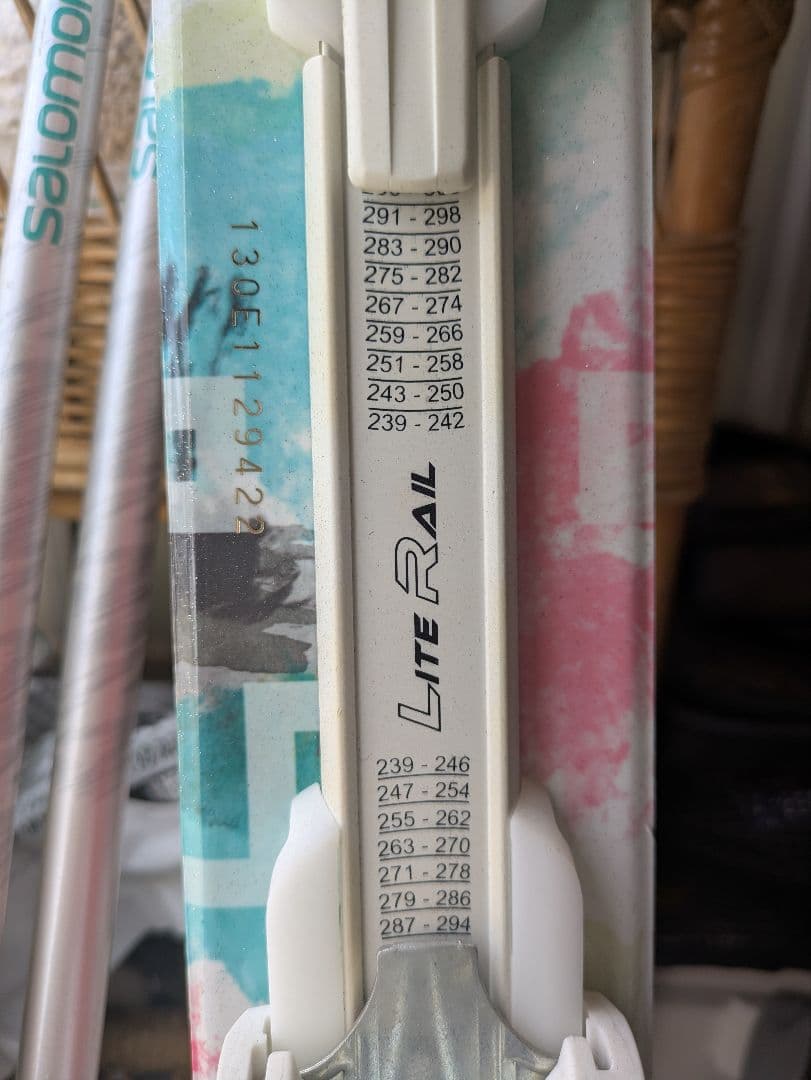 salomo
130E1129422
291 - 298
283 - 290
275 - 282
267 - 274
259 - 266
251 - 258
243 - 250
239 - 242
LITE RAIL
239 - 246
247 - 254
255 - 262
263 - 270
271 - 278
279 - 286
287 - 294